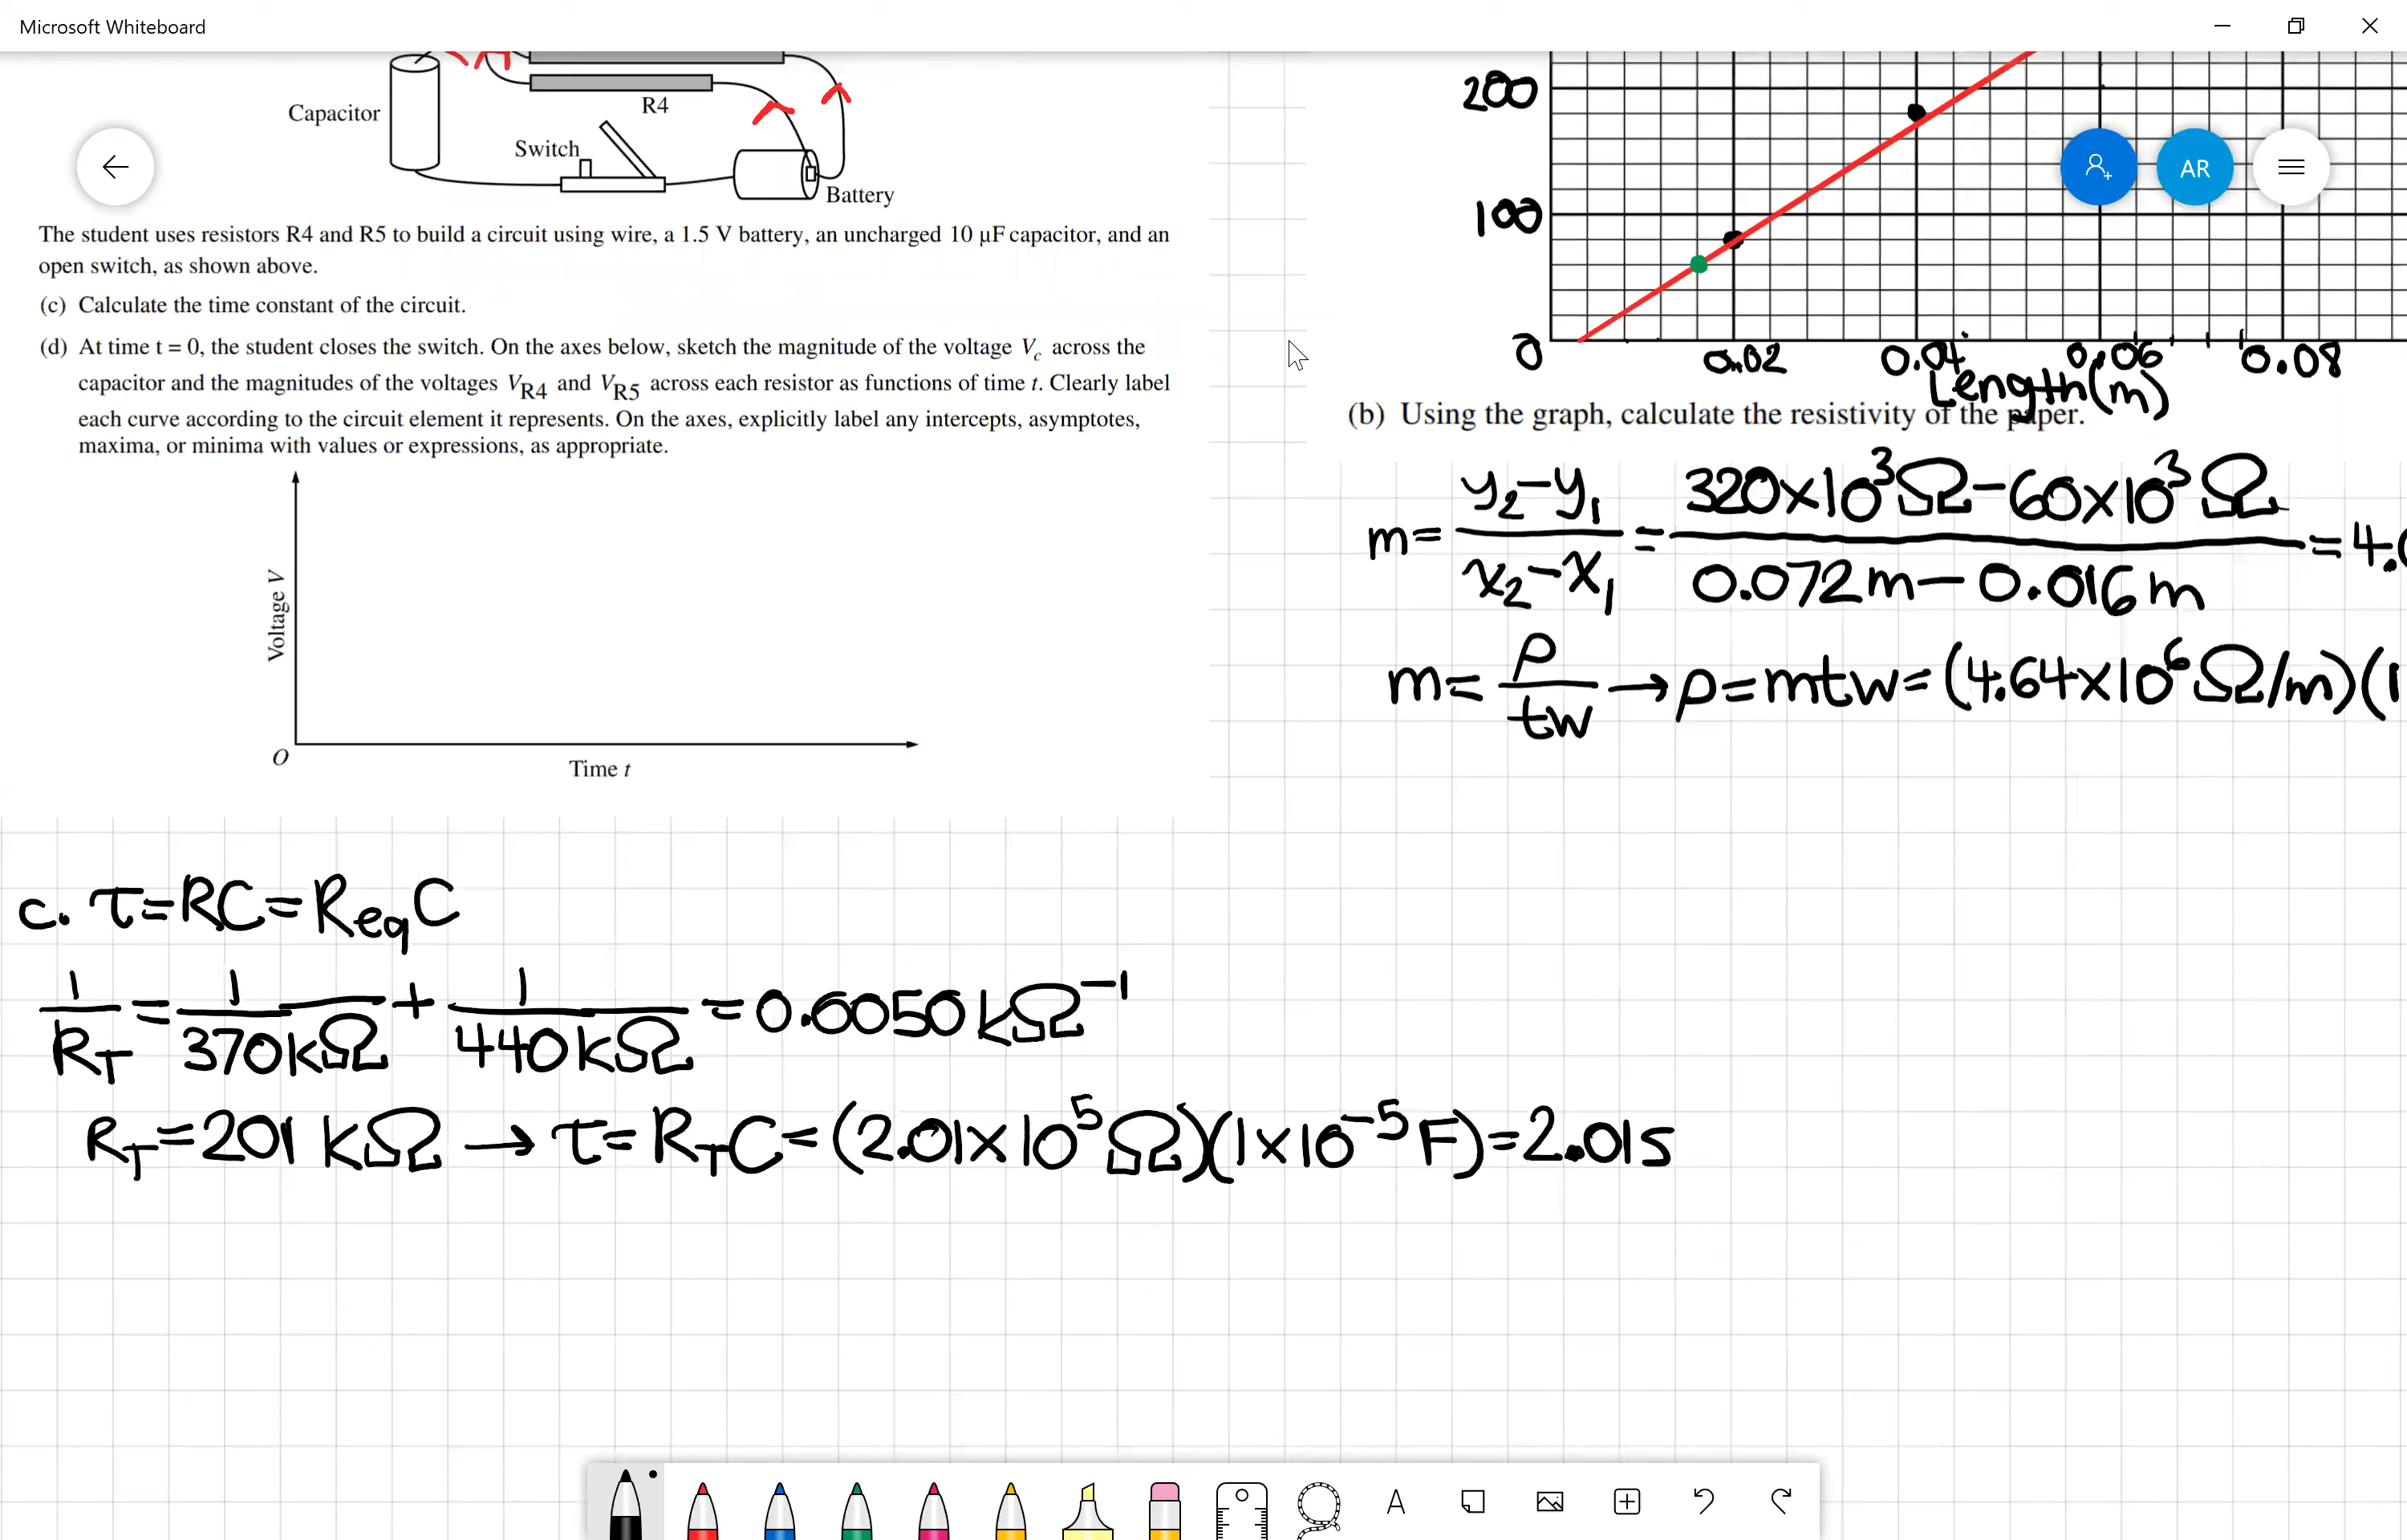 Microsoft Whiteboard
Capacitor
R4
Switch
Battery
The student uses resistors R4 and R5 to build a circuit using wire, a 1.5 V battery, an uncharged 10 µF capacitor, and an
open switch, as shown above.
(c) Calculate the time constant of the circuit.
(d) At time t = 0, the student closes the switch. On the axes below, sketch the magnitude of the voltage V_c across the
capacitor and the magnitudes of the voltages V_R4 and V_R5 across each resistor as functions of time t. Clearly label
each curve according to the circuit element it represents. On the axes, explicitly label any intercepts, asymptotes,
maxima, or minima with values or expressions, as appropriate.
Voltage V
O
Time t
c. τ=RC=R_eq C
1/R_T = 1/370kΩ + 1/440kΩ = 0.0050 kΩ⁻¹
R_T=201 kΩ → τ=R_T C=(2.01×10⁵Ω)(1×10⁻⁵F)=2.01s
200
100
0
0.02 0.04 0.06 0.08
Length(m)
AR
(b) Using the graph, calculate the resistivity of the paper.
m= y₂-y₁/x₂-x₁ = 320×10³Ω-60×10³Ω/0.072m-0.016m =4.
m= ρ/tw → ρ=mtw=(4.64×10⁶Ω/m)(1
A